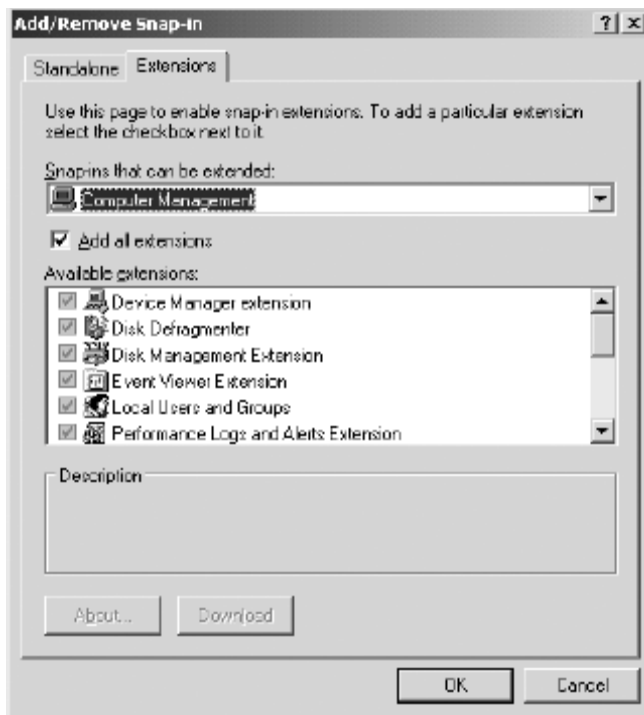 Add/Remove Snap-in
Standalone
Extensions
Use this page to enable snap-in extensions. To add a particular extension
select the checkbox next to it
Snap-ins that can be extended:
Computer Management
Add all extensions
Available extensions:
Device Manager extension
Disk Defragmenter
Disk Management Extension
Event Viewer Extension
Local Users and Groups
Performance Logs and Alerts Extension
Description
About...
Download
OK
Cancel